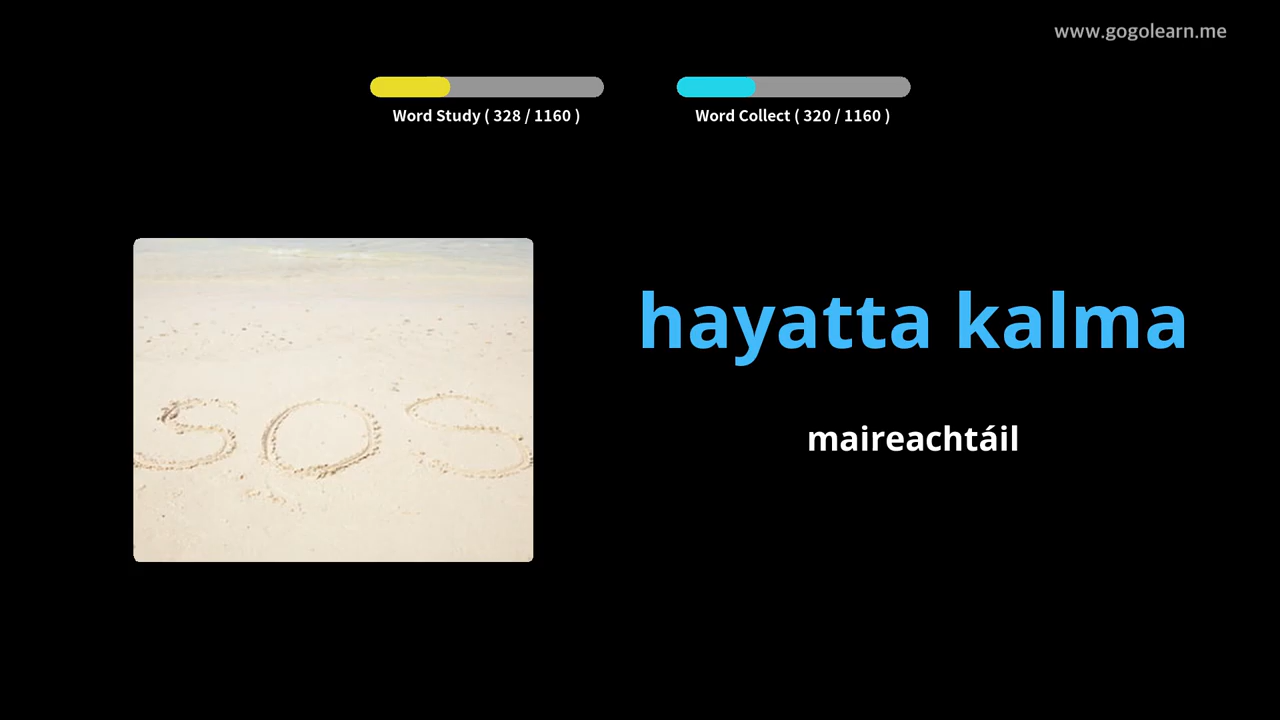 www.gogolearn.me
Word Study ( 328 / 1160 )
Word Collect ( 320 / 1160 )
hayatta kalma
maireachtáil
SOS